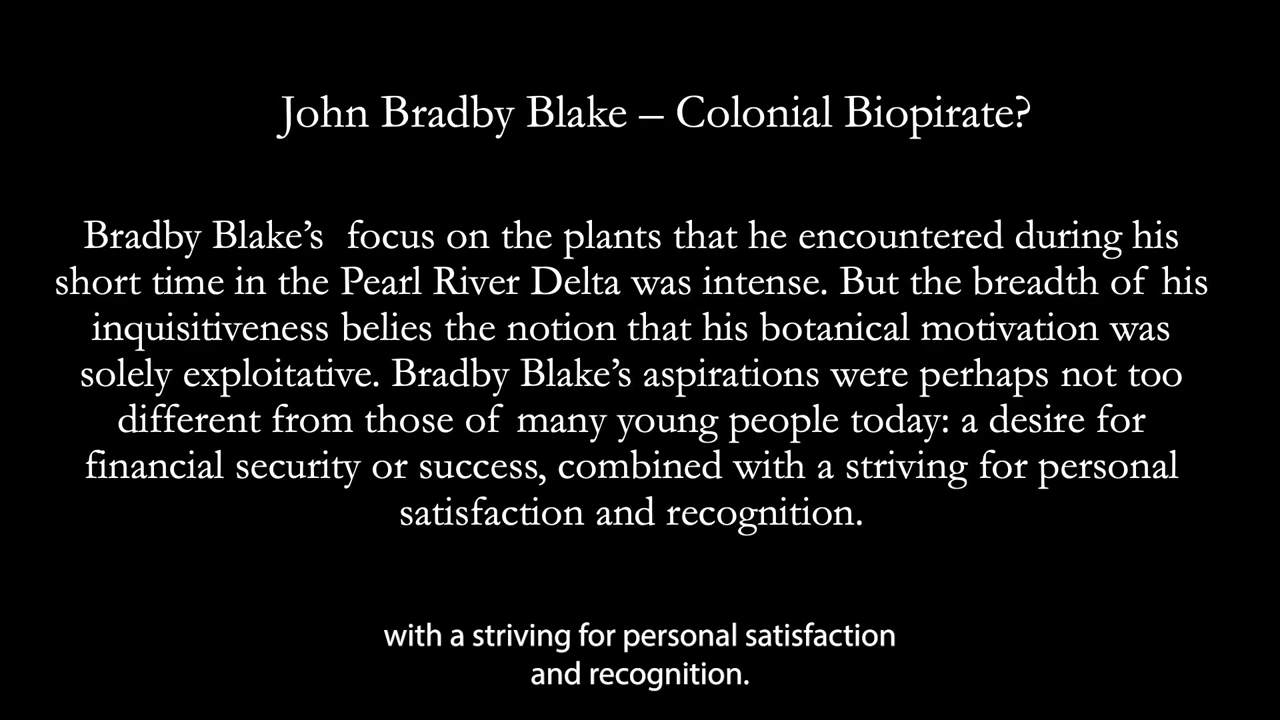 John Bradby Blake – Colonial Biopirate?
Bradby Blake’s  focus on the plants that he encountered during his
short time in the Pearl River Delta was intense. But the breadth of his
inquisitiveness belies the notion that his botanical motivation was
solely exploitative. Bradby Blake’s aspirations were perhaps not too
different from those of many young people today: a desire for
financial security or success, combined with a striving for personal
satisfaction and recognition.
with a striving for personal satisfaction
and recognition.